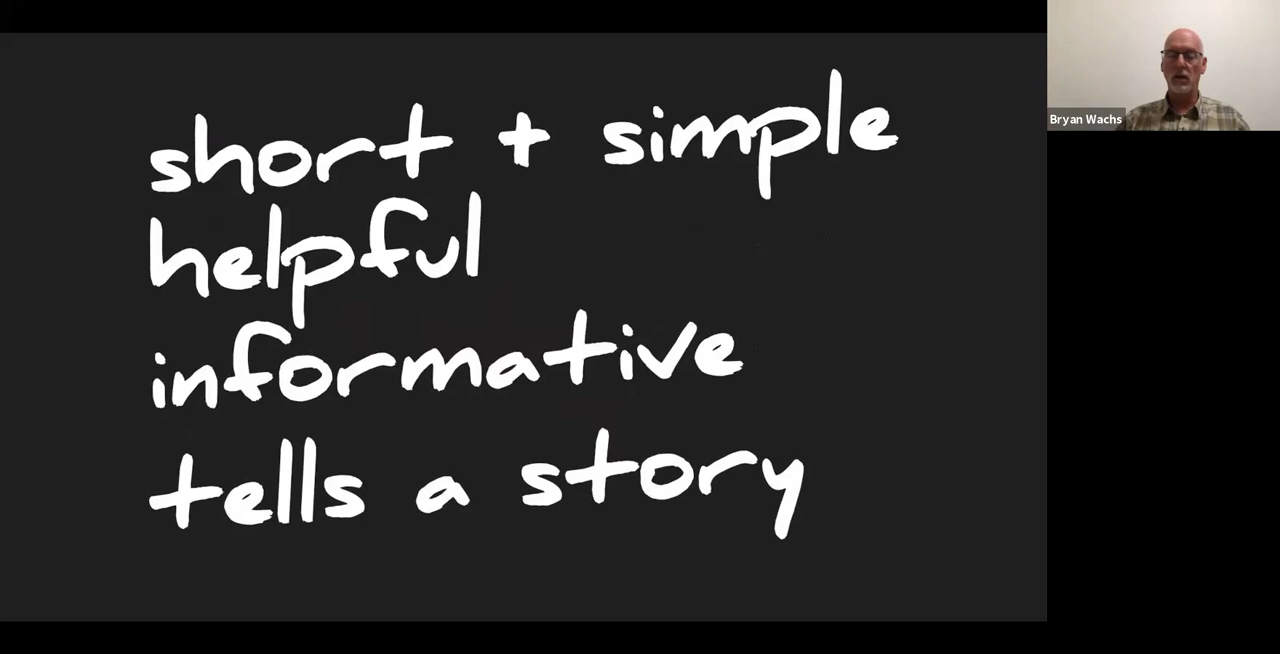 short + simple
helpful
informative
tells a story
Bryan Wachs